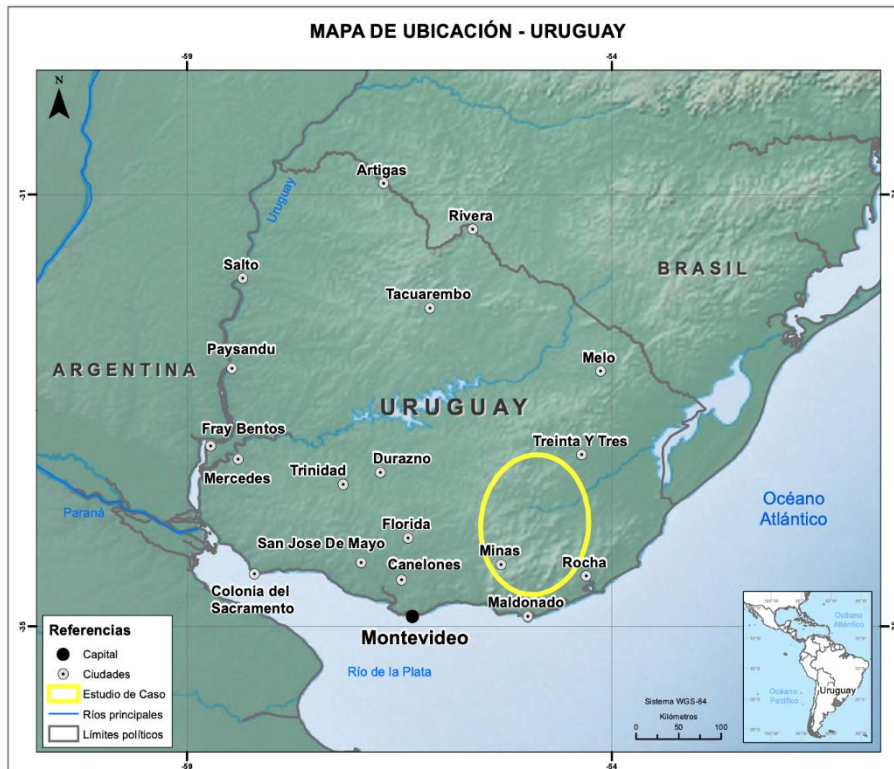 MAPA DE UBICACIÓN - URUGUAY
-59
-54
N
Artigas
-31
Uruguay
Rivera
Salto
BRASIL
Tacuarembo
Paysandu
ARGENTINA
Melo
URUGUAY
Fray Bentos
Treinta Y Tres
Durazno
Mercedes
Trinidad
Océano
Atlántico
Paraná
Florida
San Jose De Mayo
Minas
Canelones
Rocha
Colonia del
Sacramento
Maldonado
Montevideo
Río de la Plata
Referencias
Capital
Ciudades
Estudio de Caso
Ríos principales
Límites políticos
Sistema WGS-84
Kilómetros
0 25 50 100
Océano
Atlántico
Océano
Pacífico
Uruguay
-59
-54